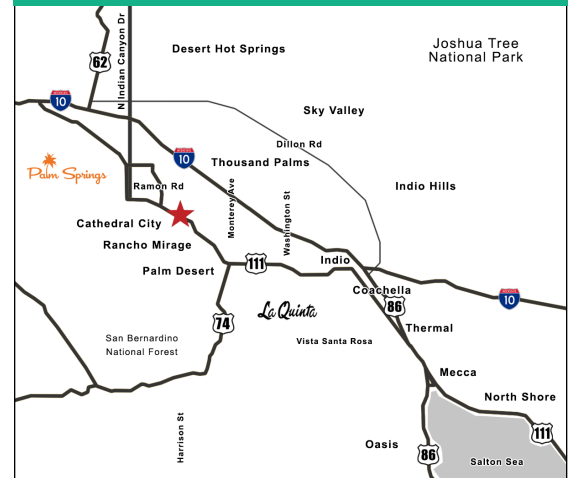 Desert Hot Springs
Joshua Tree
National Park
62
N Indian Canyon Dr
10
Sky Valley
Dillon Rd
10
Thousand Palms
Palm Springs
Ramon Rd
Indio Hills
Monterey Ave
Washington St
Cathedral City
Rancho Mirage
Indio
111
Palm Desert
Coachella
10
86
La Quinta
74
Thermal
San Bernardino
National Forest
Vista Santa Rosa
Mecca
North Shore
Harrison St
111
Oasis
86
Salton Sea